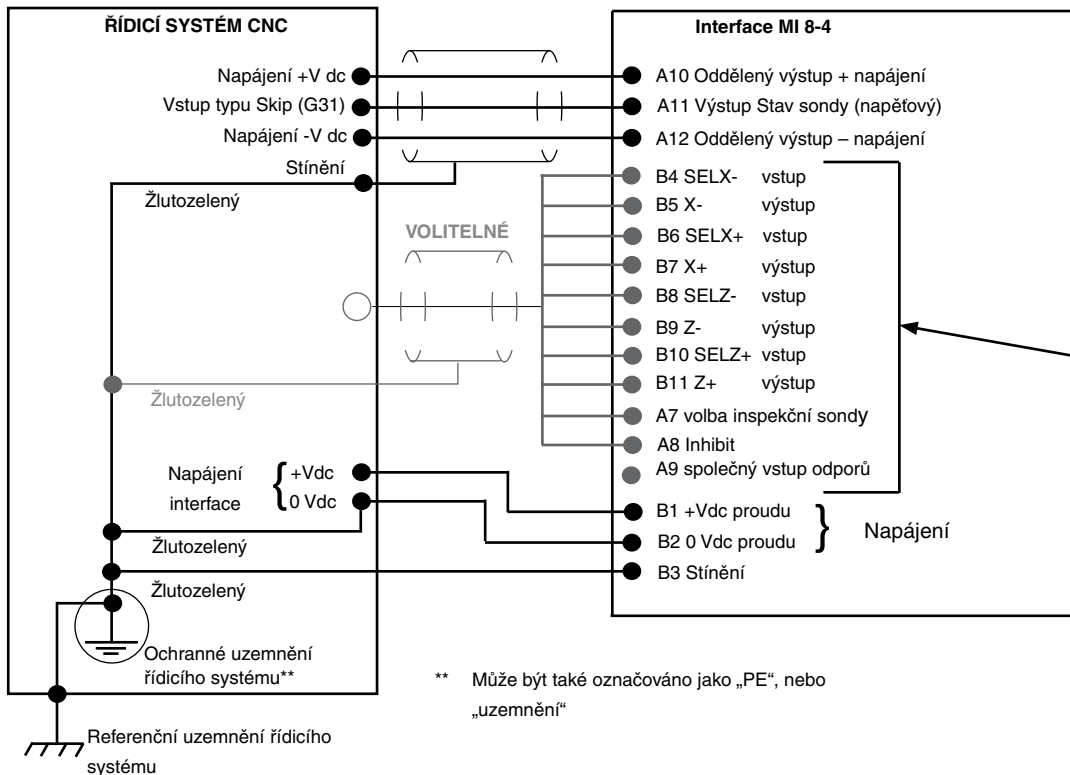 ŘÍDICÍ SYSTÉM CNC
Interface MI 8-4
Napájení +V dc
A10 Oddělený výstup + napájení
Vstup typu Skip (G31)
A11 Výstup Stav sondy (napěťový)
Napájení -V dc
A12 Oddělený výstup – napájení
Stínění
Žlutozelený
B4 SELX- vstup
B5 X- výstup
VOLITELNÉ
B6 SELX+ vstup
B7 X+ výstup
B8 SELZ- vstup
B9 Z- výstup
B10 SELZ+ vstup
B11 Z+ výstup
Žlutozelený
A7 volba inspekční sondy
A8 Inhibit
A9 společný vstup odporů
Napájení
interface
{ +Vdc
0 Vdc
B1 +Vdc proudu
B2 0 Vdc proudu
} Napájení
Žlutozelený
B3 Stínění
Žlutozelený
Ochranné uzemnění
řídicího systému**
** Může být také označováno jako „PE“, nebo
„uzemnění“
Referenční uzemnění řídicího
systému